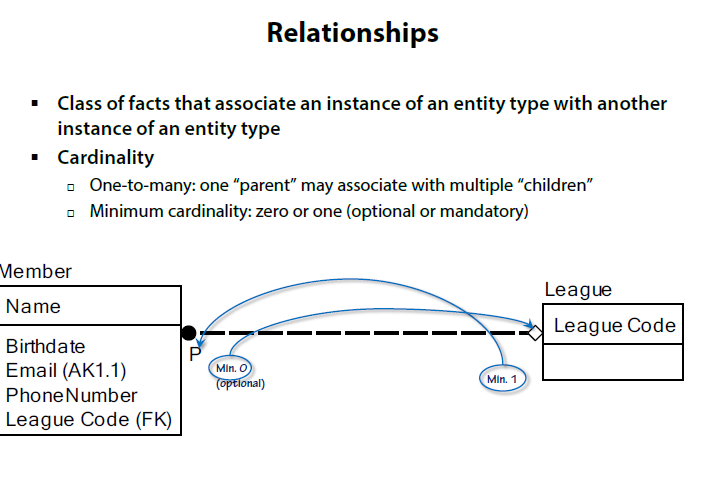 Relationships
▪ Class of facts that associate an instance of an entity type with another
instance of an entity type
▪ Cardinality
□ One-to-many: one “parent” may associate with multiple “children”
□ Minimum cardinality: zero or one (optional or mandatory)
Member
Name
Birthdate
Email (AK1.1)
PhoneNumber
League Code (FK)
P
Min. 0
(optional)
Min. 1
League
League Code